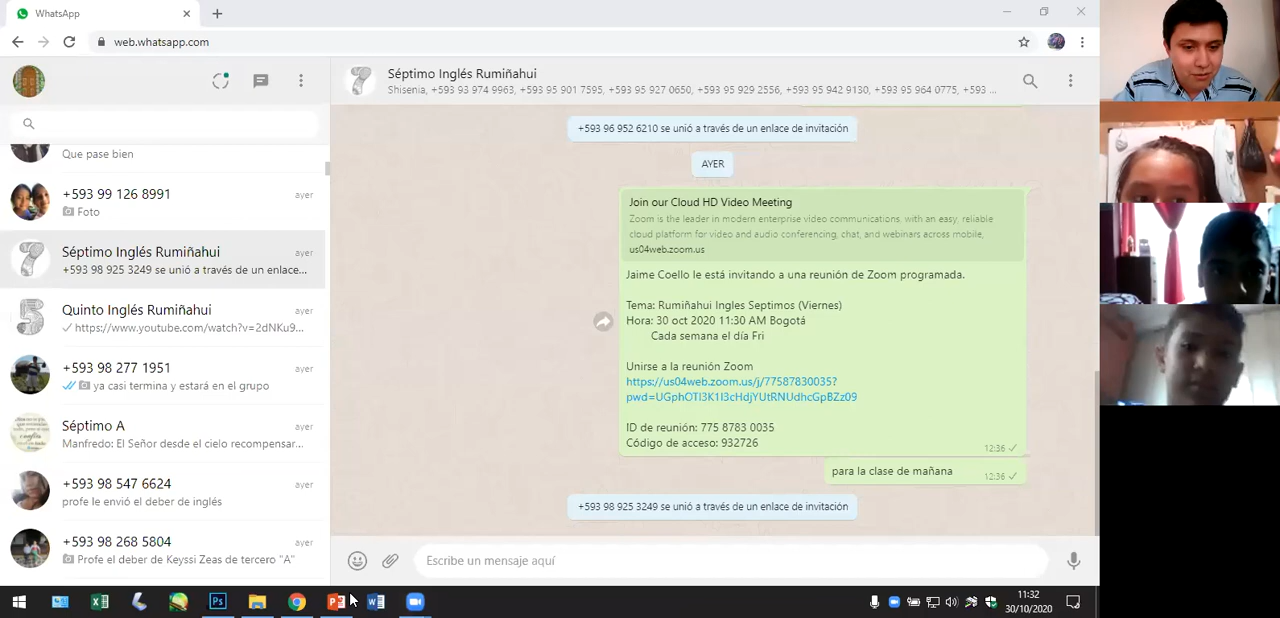 WhatsApp
web.whatsapp.com
Que pase bien
+593 99 126 8991
ayer
Foto
Séptimo Inglés Rumiñahui
ayer
+593 98 925 3249 se unió a través de un enlace...
Quinto Inglés Rumiñahui
ayer
https://www.youtube.com/watch?v=2dNKu9...
+593 98 277 1951
ayer
ya casi termina y estará en el grupo
Séptimo A
ayer
Manfredo: El Señor desde el cielo recompensar...
+593 98 547 6624
ayer
profe le envió el deber de inglés
+593 98 268 5804
ayer
Profe el deber de Keyssi Zeas de tercero "A"
Séptimo Inglés Rumiñahui
Shisenia, 974 9963, +593 95 901 7595, +593 95 927 0650, +593 95 929 2556, +593 95 942 9130, +593 95 964 0775, +593 ...
+593 96 952 6210 se unió a través de un enlace de invitación
AYER
Join our Cloud HD Video Meeting
Zoom is the leader in modern enterprise video communications, with an easy, reliable
cloud platform for video and audio conferencing, chat, and webinars across mobile,
us04web.zoom.us
Jaime Coello le está invitando a una reunión de Zoom programada.
Tema: Rumiñahui Ingles Septimos (Viernes)
Hora: 30 oct 2020 11:30 AM Bogotá
Cada semana el día Fri
Unirse a la reunión Zoom
https://us04web.zoom.us/j/77587830035?
pwd=UGphOTI3K1I3cHdjYUtRNUdhcGpBZz09
ID de reunión: 775 8783 0035
Código de acceso: 932726
12:36
para la clase de mañana
12:36
+593 98 925 3249 se unió a través de un enlace de invitación
Escribe un mensaje aquí
11:32
30/10/2020